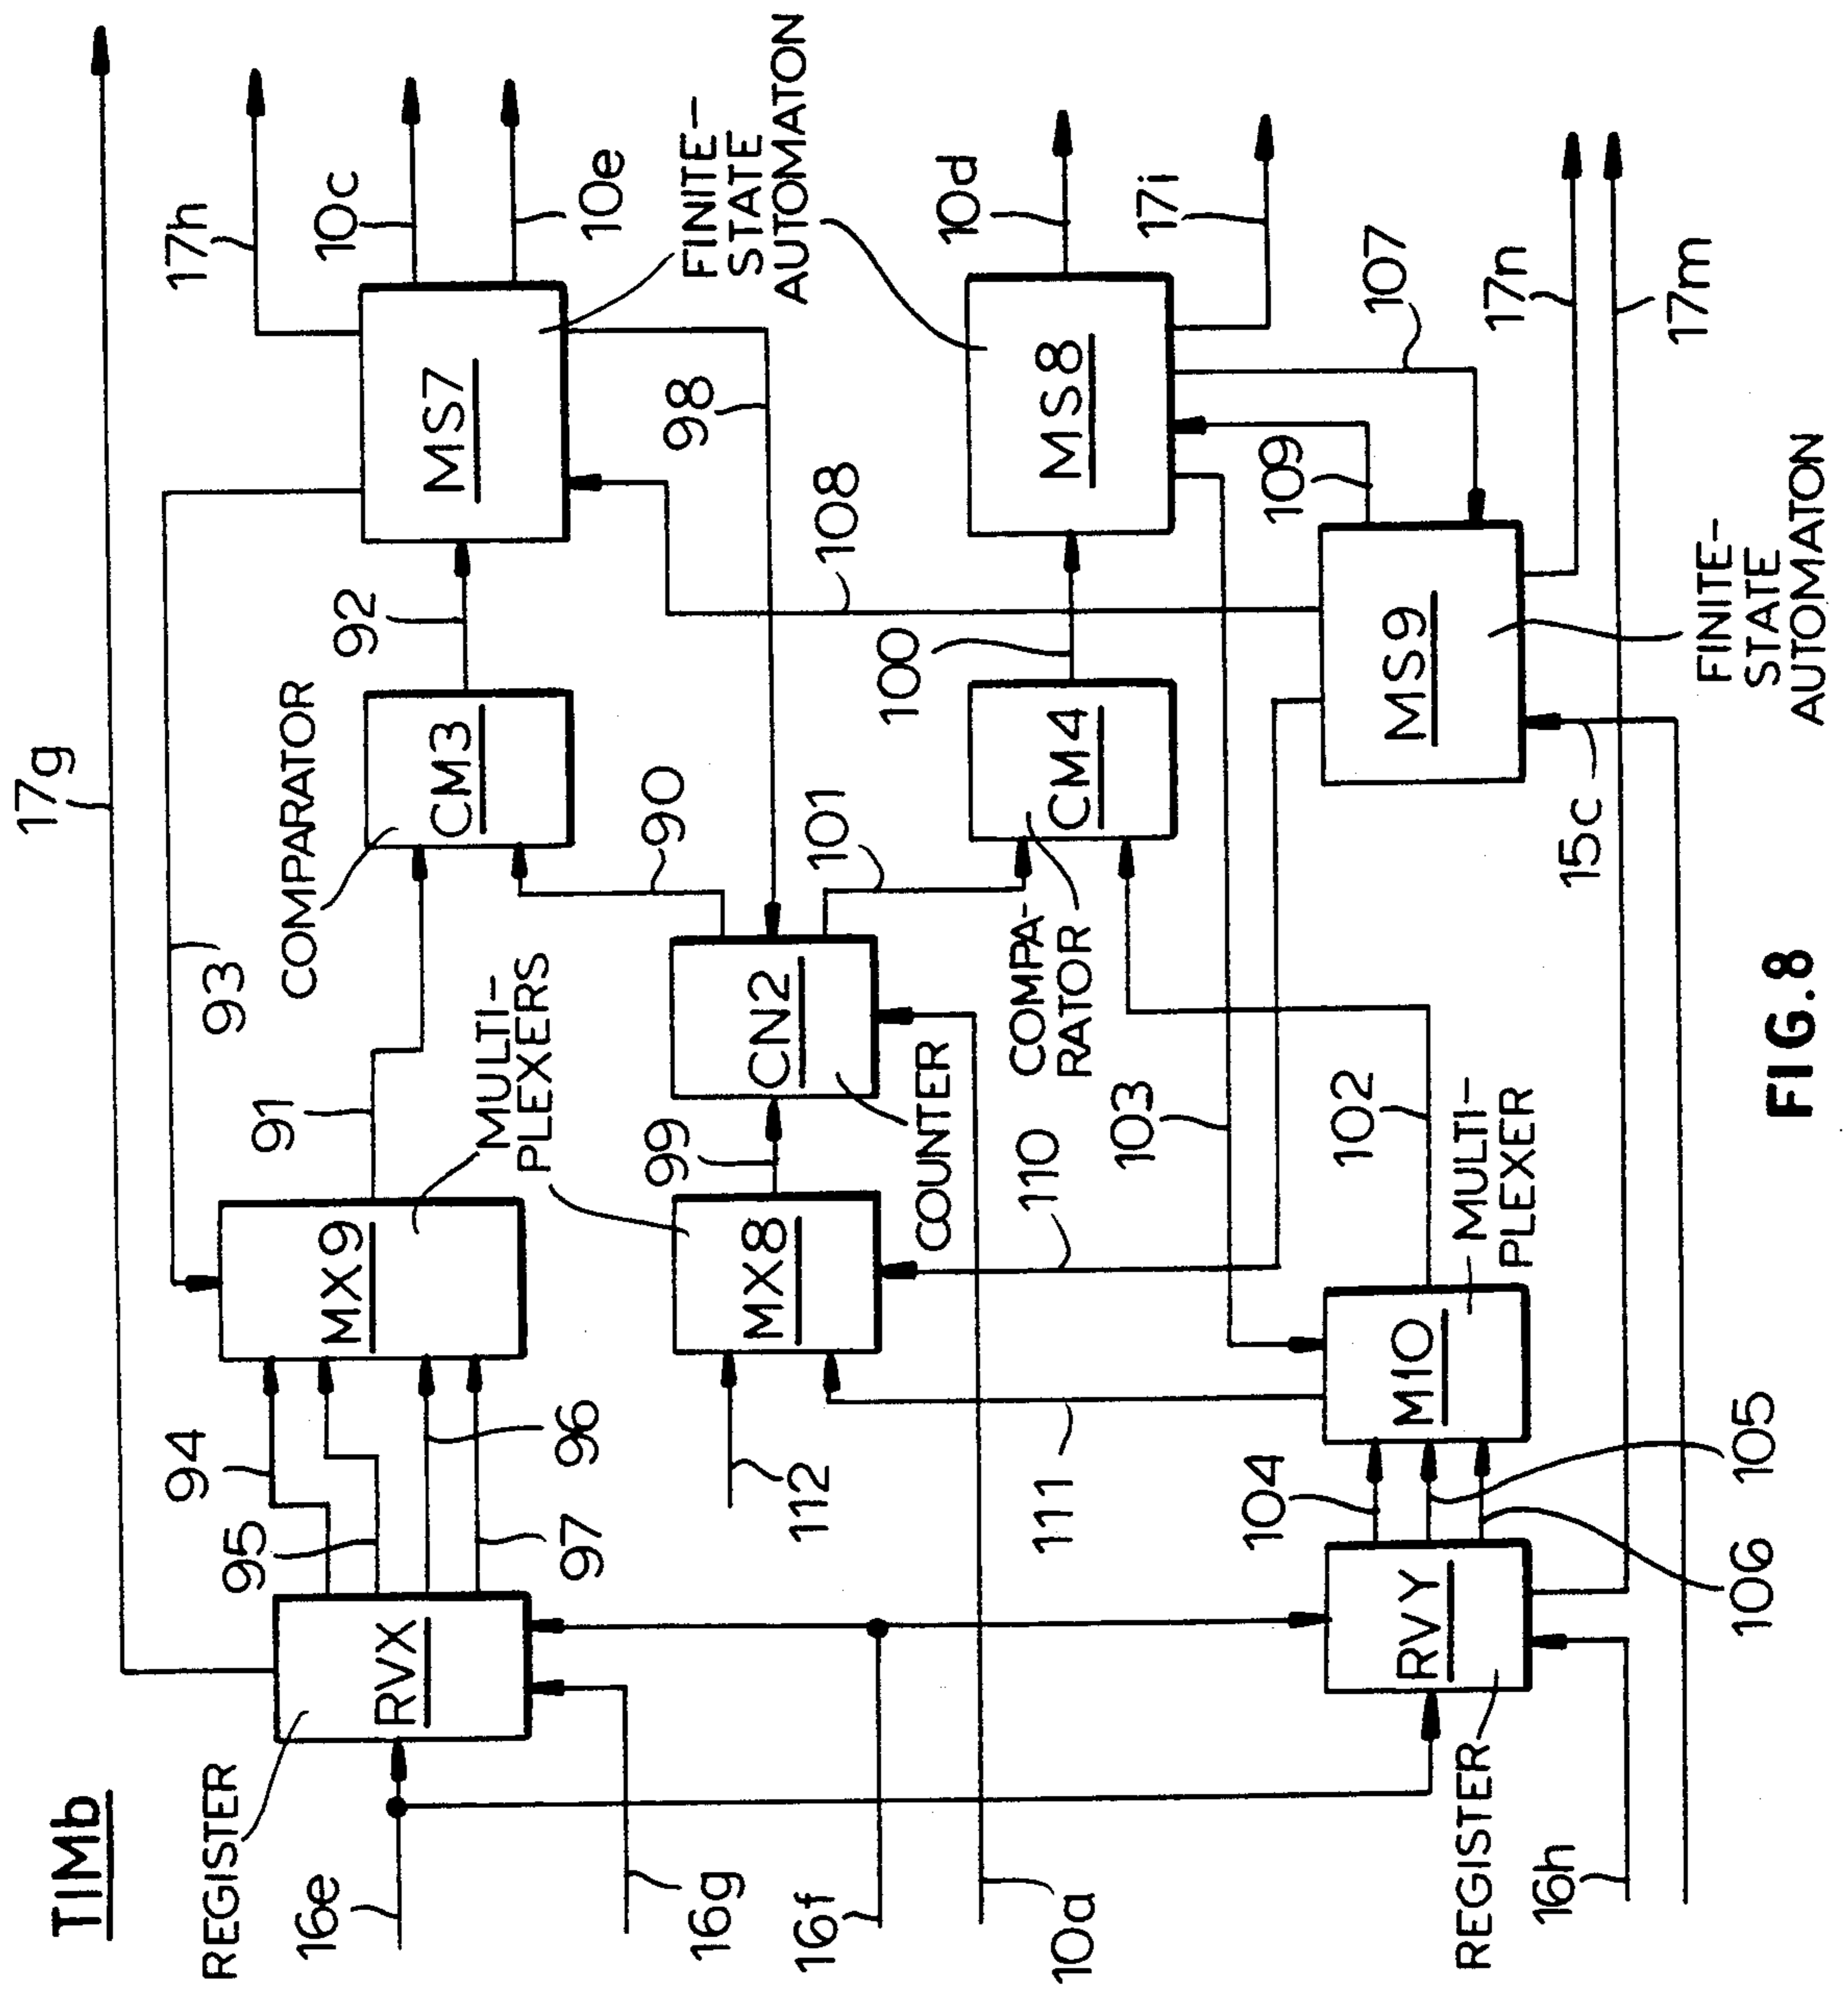 TIMb
17g
17h
10c
10e
93
92
COMPARATOR
MS7
FINITE-
STATE
AUTOMATON
CM3
91
MX9
MULTI-
PLEXERS
94
95
96
97
RVX
REGISTER
16e
16g
16f
10a
112
MX8
99
CN2
COUNTER
90
101
98
108
100
CM4
COMPA-
RATOR
MS8
10d
17i
107
109
17n
17m
MS9
FINITE-
STATE
AUTOMATON
15c
103
110
102
111
M10
MULTI-
PLEXER
104
105
106
RVY
REGISTER
16h
FIG.8